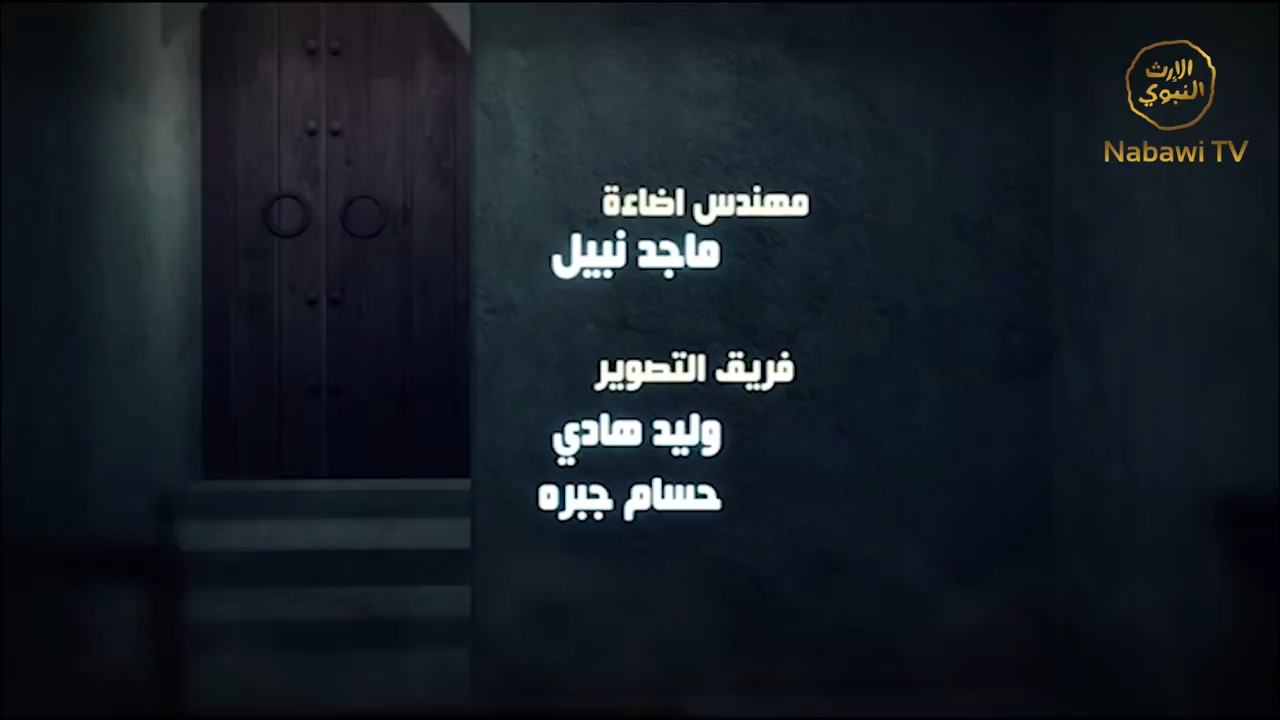 الإرث
النبوي
Nabawi TV
مهندس اضاءة
ماجد نبيل
فريق التصوير
وليد هادي
حسام جبره